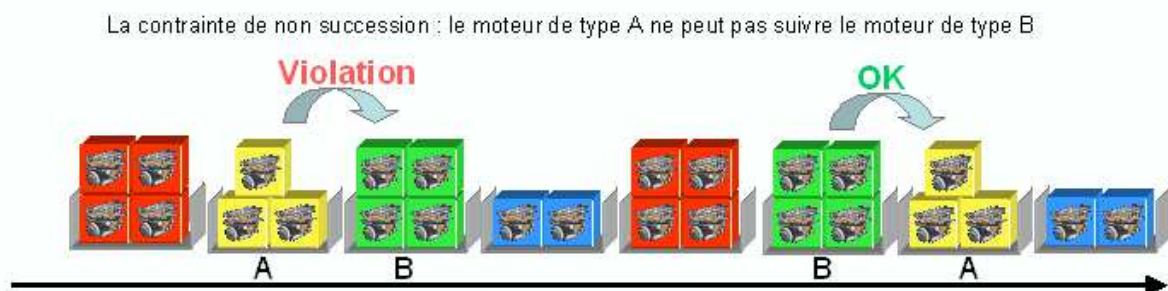 La contrainte de non succession : le moteur de type A ne peut pas suivre le moteur de type B
Violation
OK
A
B
B
A